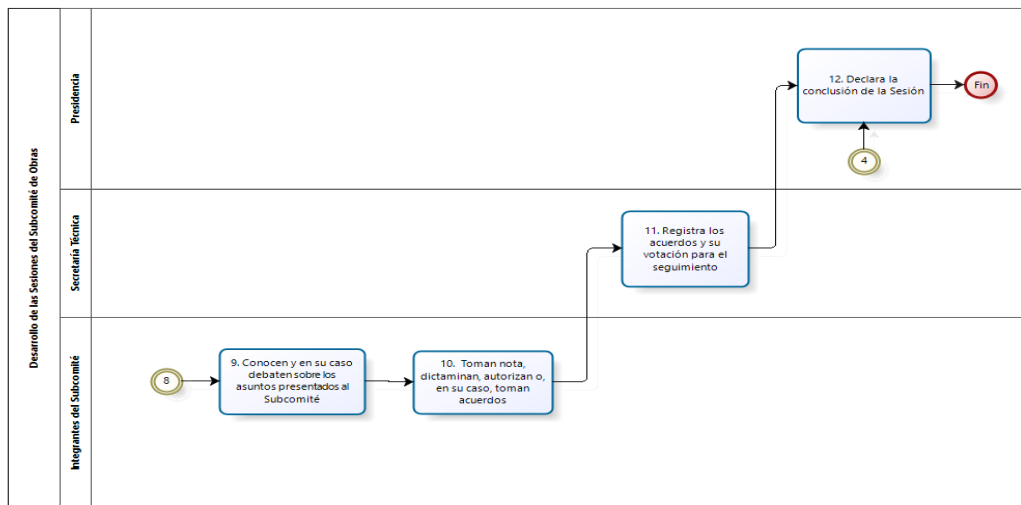 Desarrollo de las Sesiones del Subcomité de Obras
Presidencia
12. Declara la
conclusión de la Sesión
Fin
4
Secretaría Técnica
11. Registra los
acuerdos y su
votación para el
seguimiento
Integrantes del Subcomité
8
9. Conocen y en su caso
debaten sobre los
asuntos presentados al
Subcomité
10. Toman nota,
dictaminan, autorizan o,
en su caso, toman
acuerdos